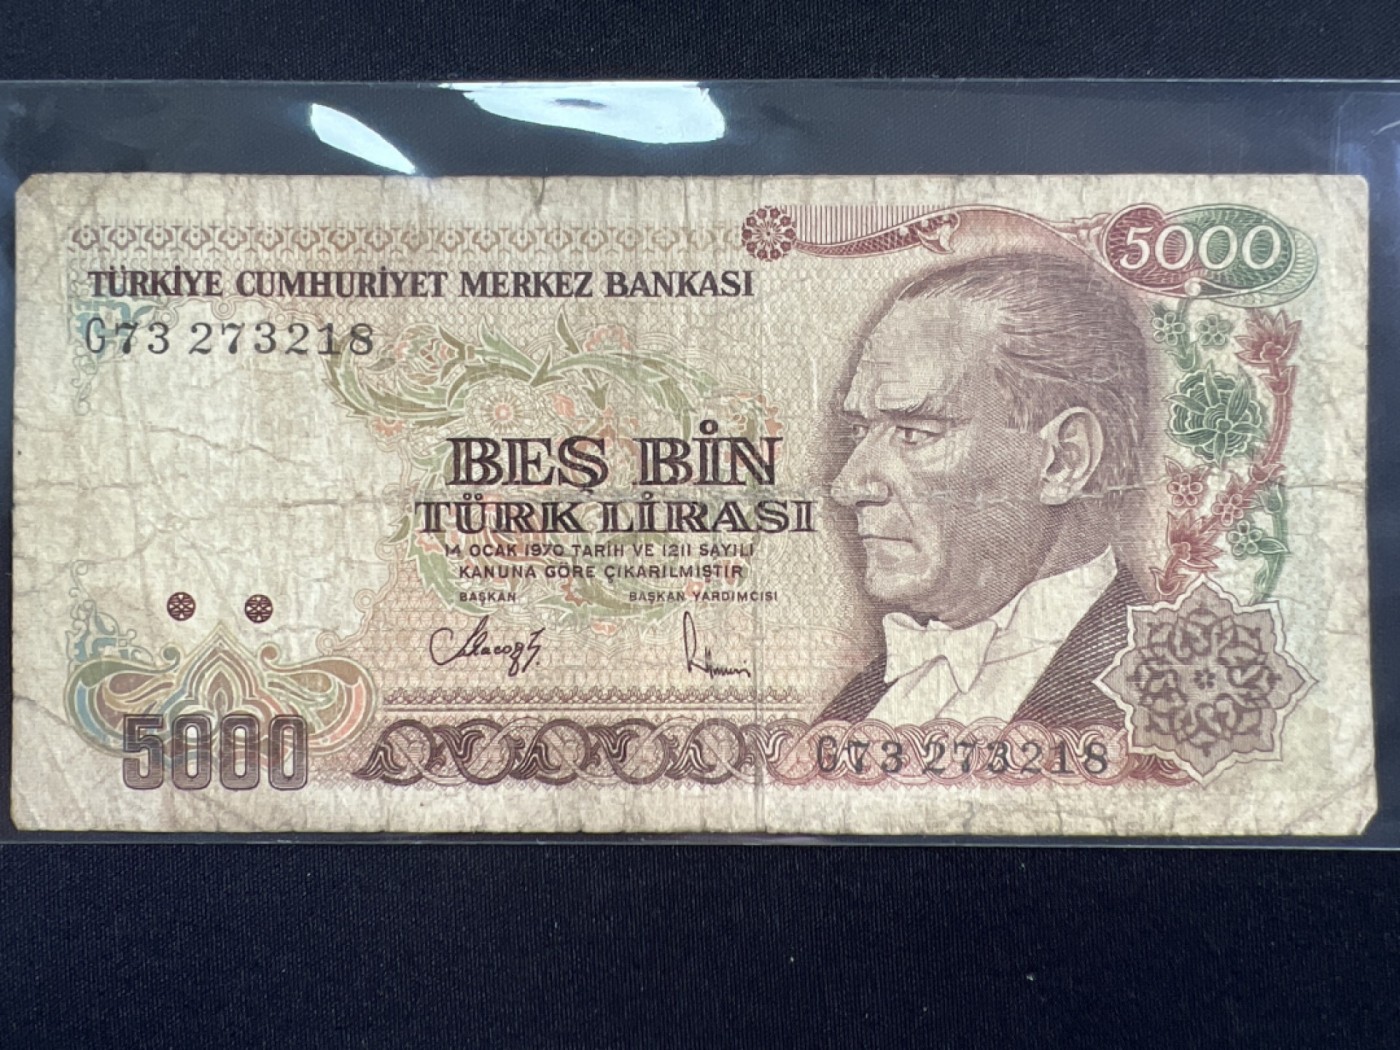 5000
TÜRKİYE CUMHURİYET MERKEZ BANKASI
G73 273218
BEŞ BİN
TÜRK LİRASI
14 OCAK 1970 TARİH VE 1211 SAYILI
KANUNA GÖRE ÇIKARILMIŞTIR
BAŞKAN BAŞKAN YARDIMCISI
5000
G73 273218